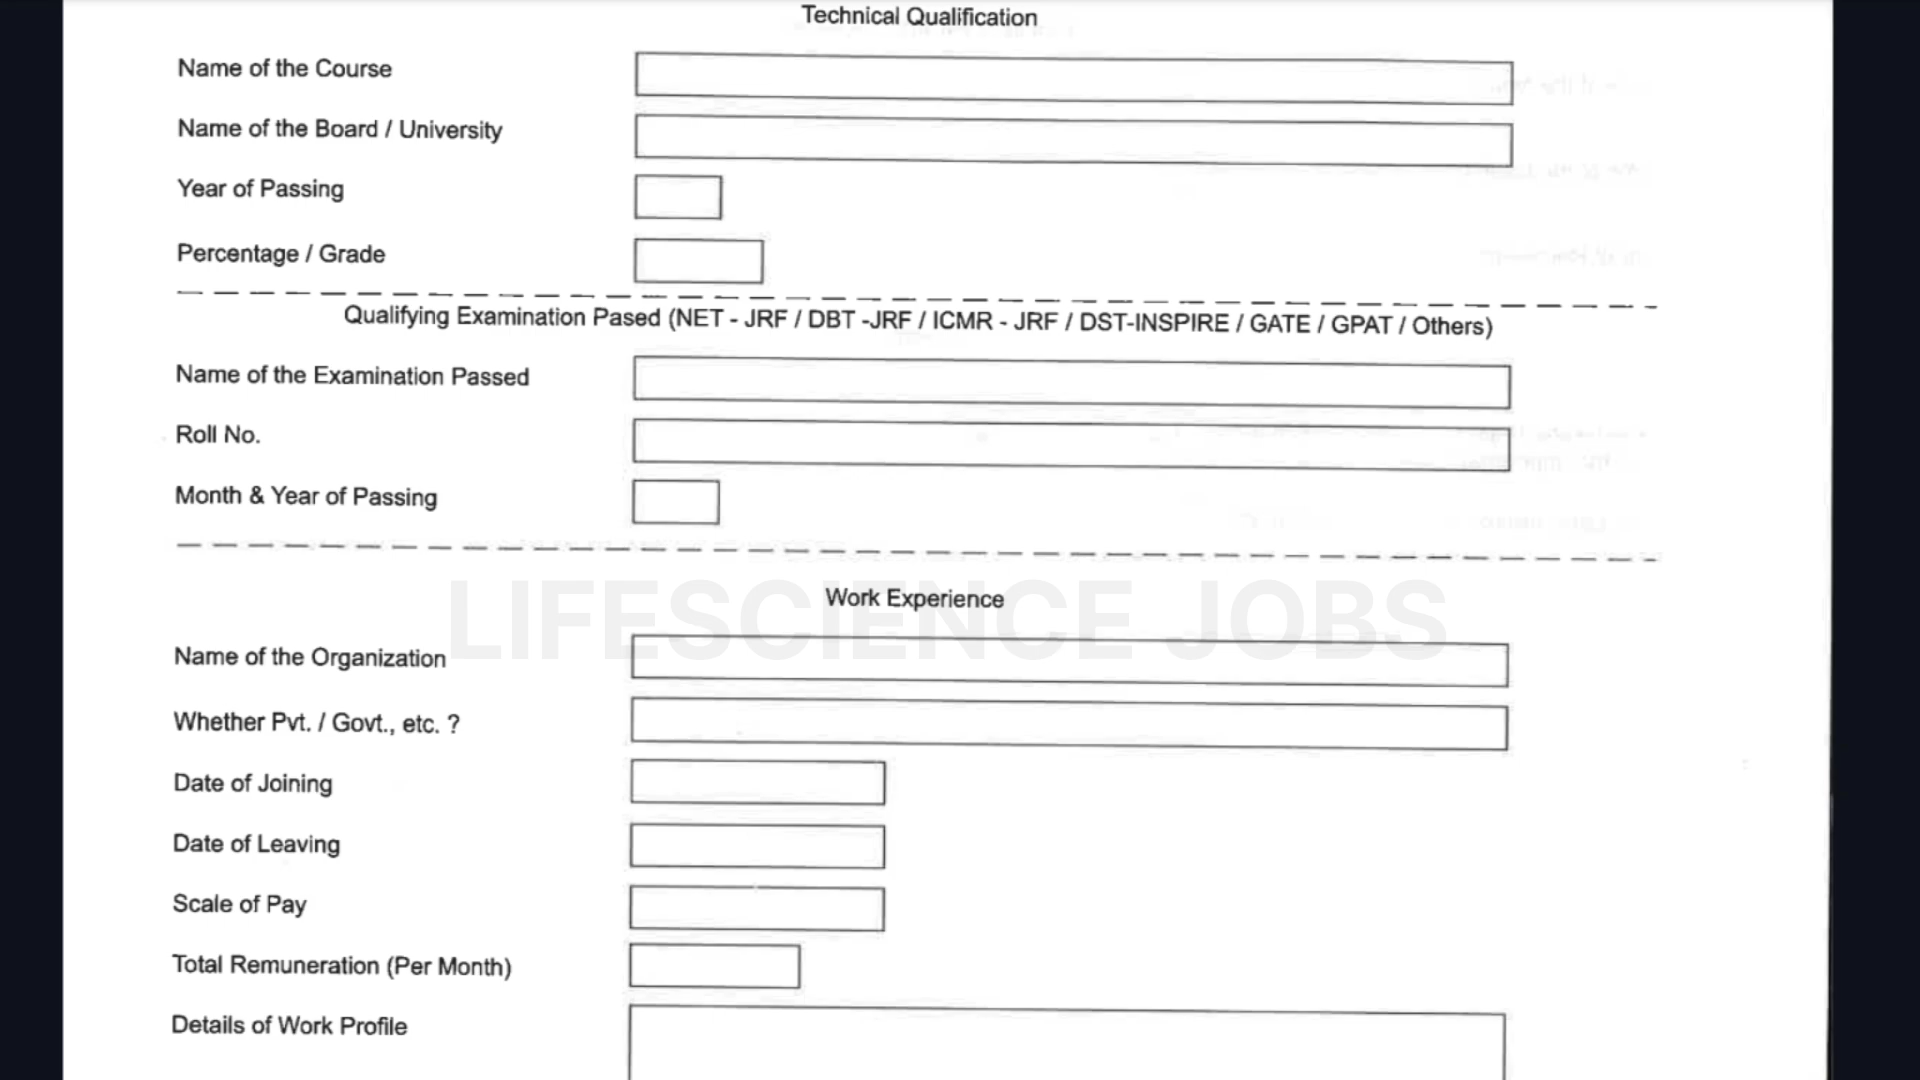 Technical Qualification
Name of the Course
Name of the Board / University
Year of Passing
Percentage / Grade
Qualifying Examination Pased (NET - JRF / DBT -JRF / ICMR - JRF / DST-INSPIRE / GATE / GPAT / Others)
Name of the Examination Passed
Roll No.
Month & Year of Passing
LIFESCIENCE JOBS
Work Experience
Name of the Organization
Whether Pvt. / Govt., etc. ?
Date of Joining
Date of Leaving
Scale of Pay
Total Remuneration (Per Month)
Details of Work Profile